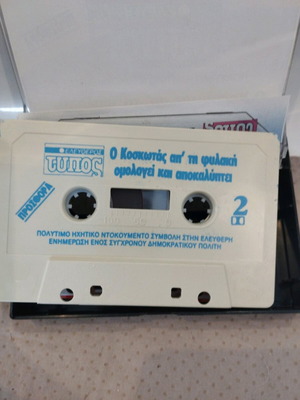 ΕΛΕΥΘΕΡΟΣ
τύπος
ΠΡΟΣΦΟΡΑ
Ο Κοσκωτάς απ' τη φυλακή
ομολογεί και αποκαλύπτει
2
ΠΟΛΥΤΙΜΟ ΗΧΗΤΙΚΟ ΝΤΟΚΟΥΜΕΝΤΟ ΣΥΜΒΟΛΗ ΣΤΗΝ ΕΛΕΥΘΕΡΗ
ΕΝΗΜΕΡΩΣΗ ΕΝΟΣ ΣΥΓΧΡΟΝΟΥ ΔΗΜΟΚΡΑΤΙΚΟΥ ΠΟΛΙΤΗ